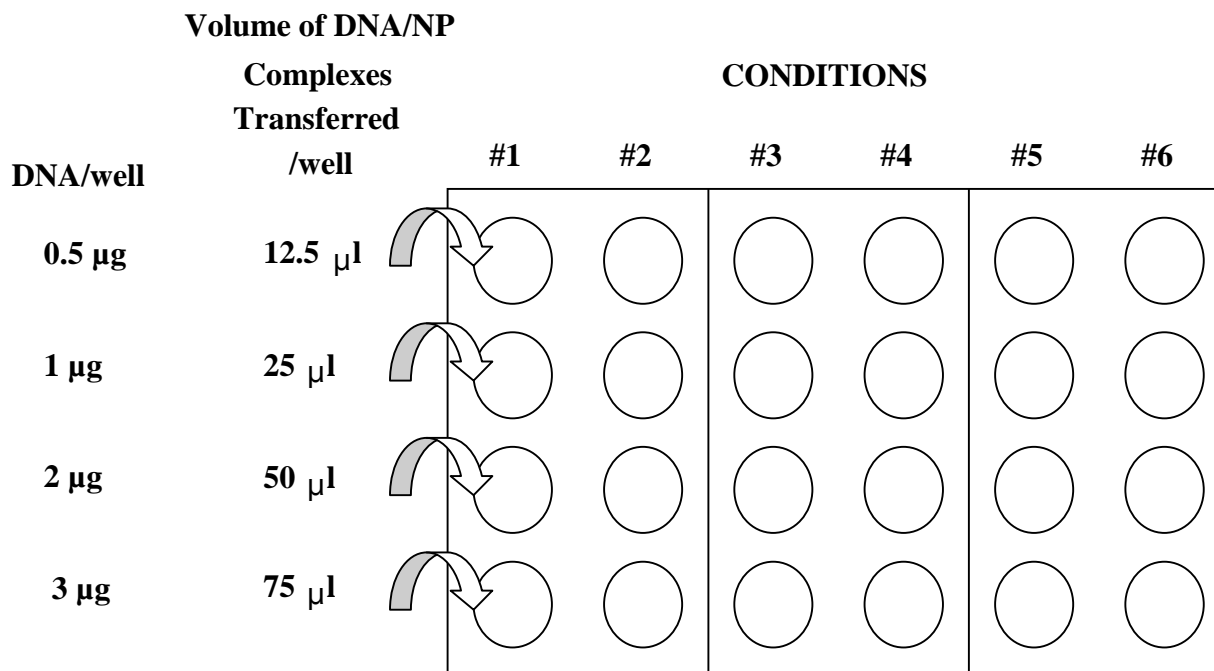 Volume of DNA/NP
Complexes
Transferred
/well
CONDITIONS
DNA/well
#1 #2 #3 #4 #5 #6
0.5 µg 12.5 µl
1 µg 25 µl
2 µg 50 µl
3 µg 75 µl